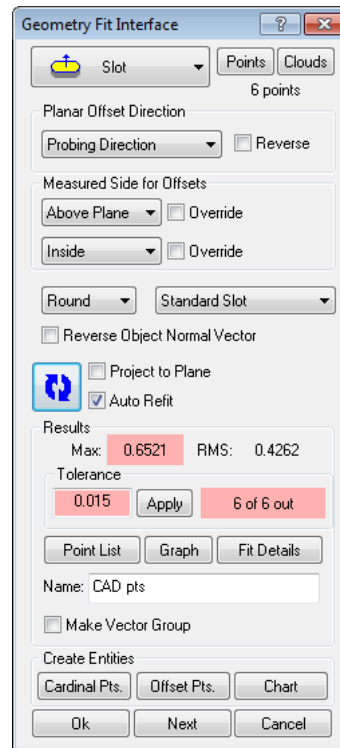 Geometry Fit Interface
Slot Points Clouds
6 points
Planar Offset Direction
Probing Direction Reverse
Measured Side for Offsets
Above Plane Override
Inside Override
Round Standard Slot
Reverse Object Normal Vector
Project to Plane
Auto Refit
Results
Max: 0.6521 RMS: 0.4262
Tolerance
0.015 Apply 6 of 6 out
Point List Graph Fit Details
Name: CAD pts
Make Vector Group
Create Entities
Cardinal Pts. Offset Pts. Chart
Ok Next Cancel